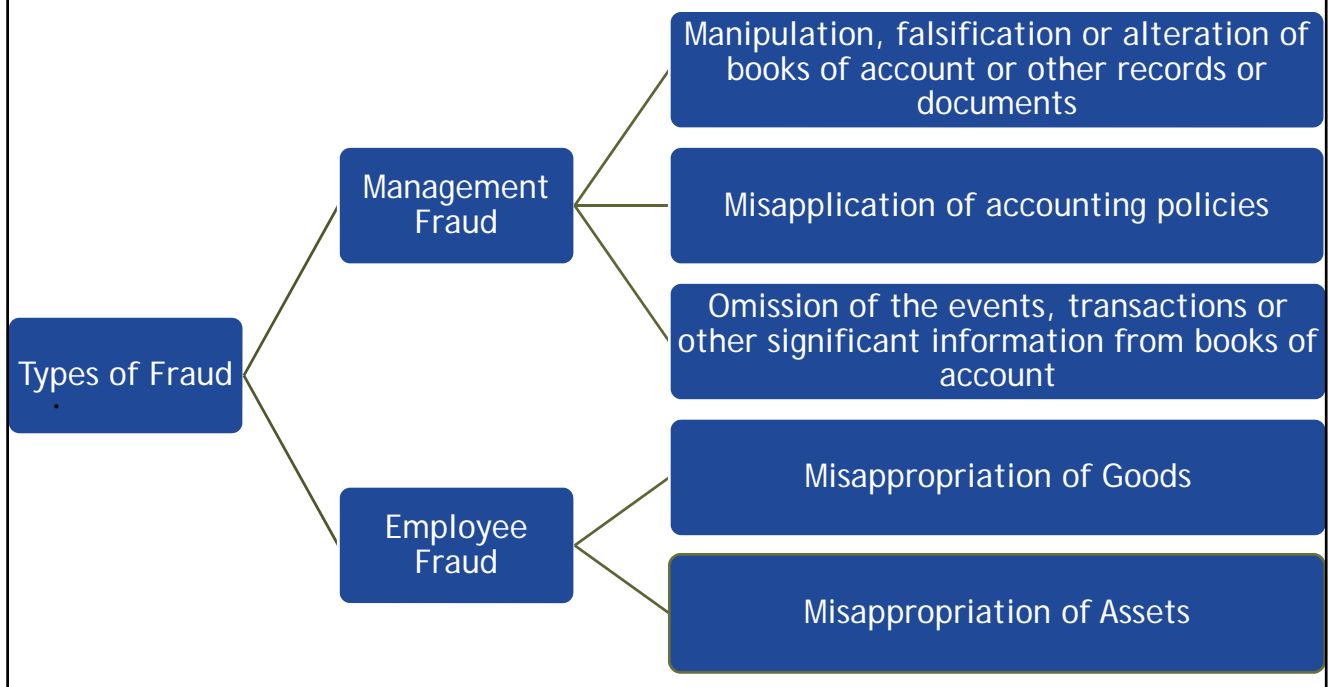 Types of Fraud
.
Management
Fraud
Manipulation, falsification or alteration of
books of account or other records or
documents
Misapplication of accounting policies
Omission of the events, transactions or
other significant information from books of
account
Employee
Fraud
Misappropriation of Goods
Misappropriation of Assets